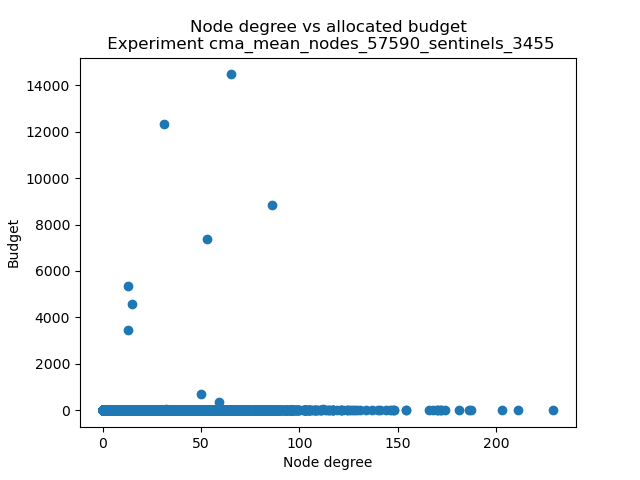 Node degree vs allocated budget
Experiment cma_mean_nodes_57590_sentinels_3455
14000
12000
10000
8000
6000
4000
2000
0
Budget
0 50 100 150 200
Node degree